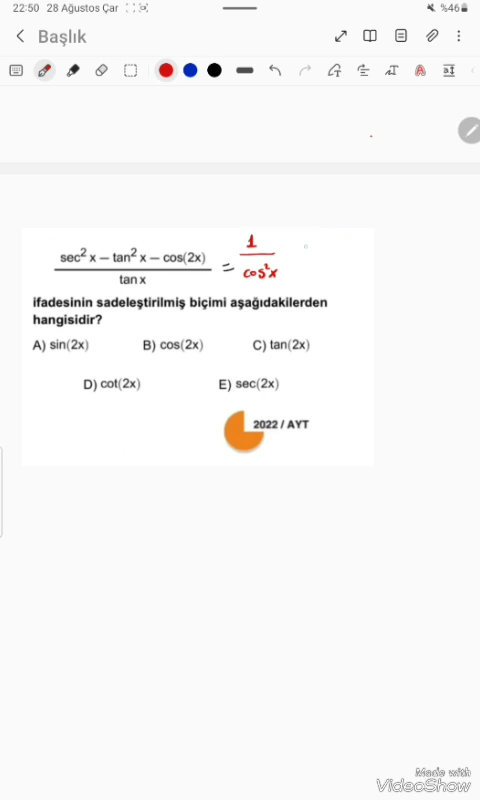 22:50 28 Ağustos Çar %46
Başlık
sec² x – tan² x – cos(2x)
tan x
=
1
cos²x
ifadesinin sadeleştirilmiş biçimi aşağıdakilerden
hangisidir?
A) sin(2x) B) cos(2x) C) tan(2x)
D) cot(2x) E) sec(2x)
2022 / AYT
Made with
VideoShow